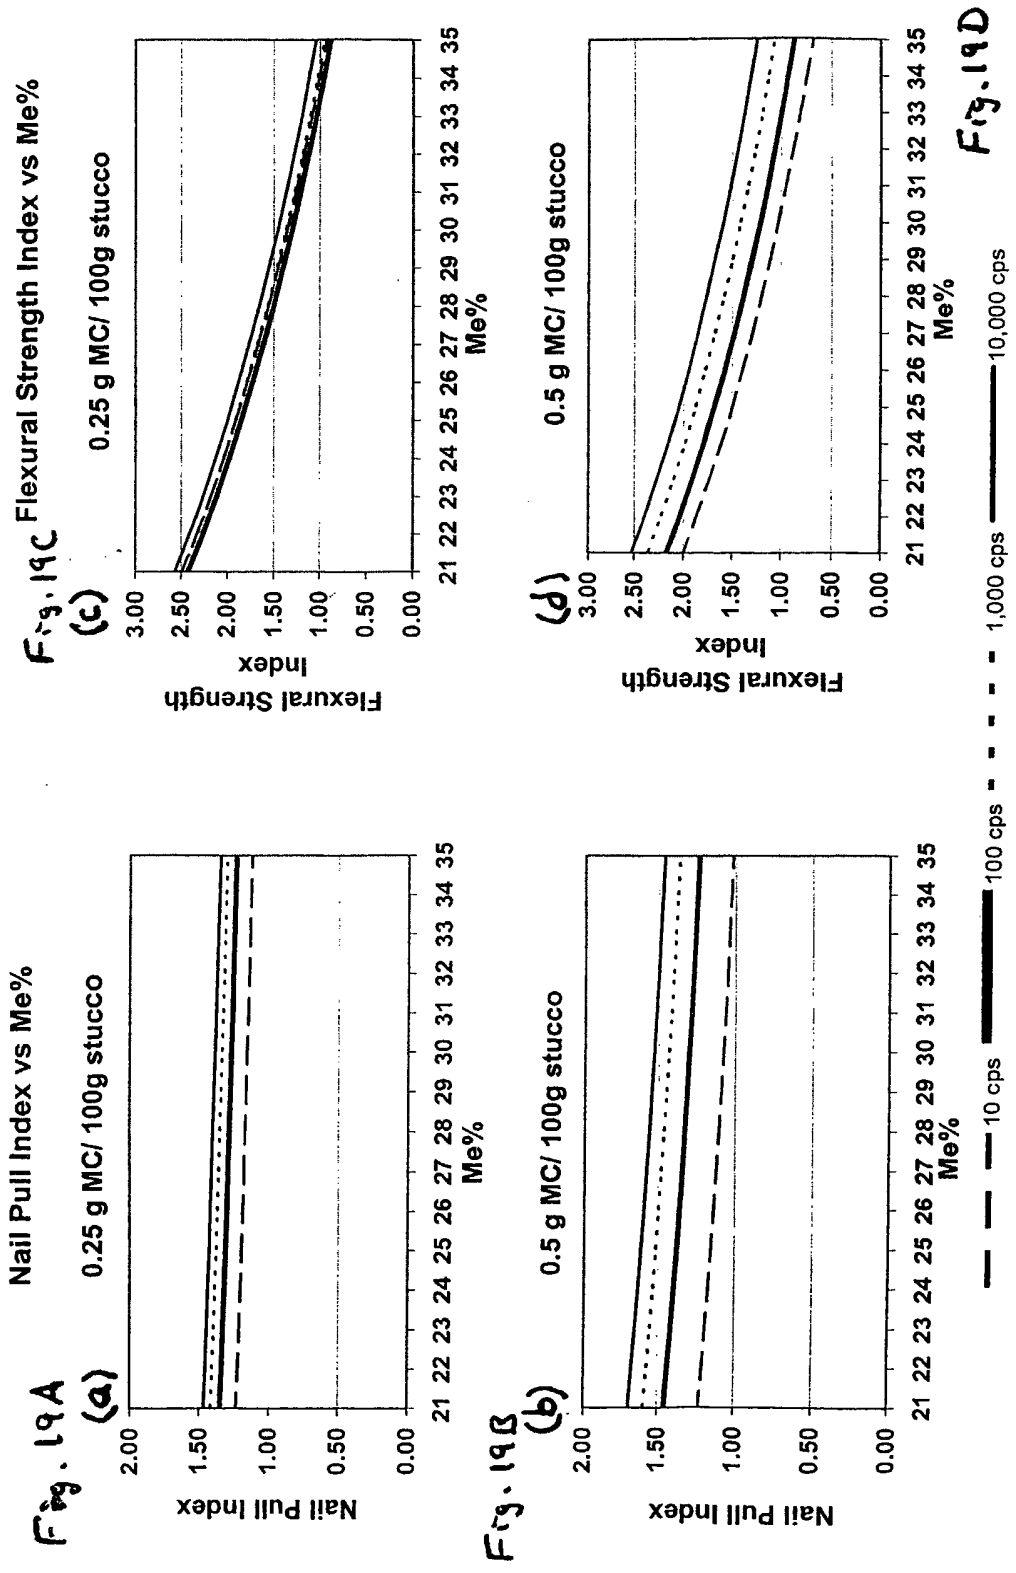 Nail Pull Index vs Me%
Fig. 19A
(a)
0.25 g MC/ 100g stucco
Nail Pull Index
2.00
1.50
1.00
0.50
0.00
21 22 23 24 25 26 27 28 29 30 31 32 33 34 35
Me%
Fig. 19B
(b)
0.5 g MC/ 100g stucco
Nail Pull Index
2.00
1.50
1.00
0.50
0.00
21 22 23 24 25 26 27 28 29 30 31 32 33 34 35
Me%
Fig. 19C
Flexural Strength Index vs Me%
(c)
0.25 g MC/ 100g stucco
Flexural Strength
Index
3.00
2.50
2.00
1.50
1.00
0.50
0.00
21 22 23 24 25 26 27 28 29 30 31 32 33 34 35
Me%
(d)
0.5 g MC/ 100g stucco
Flexural Strength
Index
3.00
2.50
2.00
1.50
1.00
0.50
0.00
21 22 23 24 25 26 27 28 29 30 31 32 33 34 35
Me%
Fig. 19D
10 cps 100 cps 1,000 cps 10,000 cps